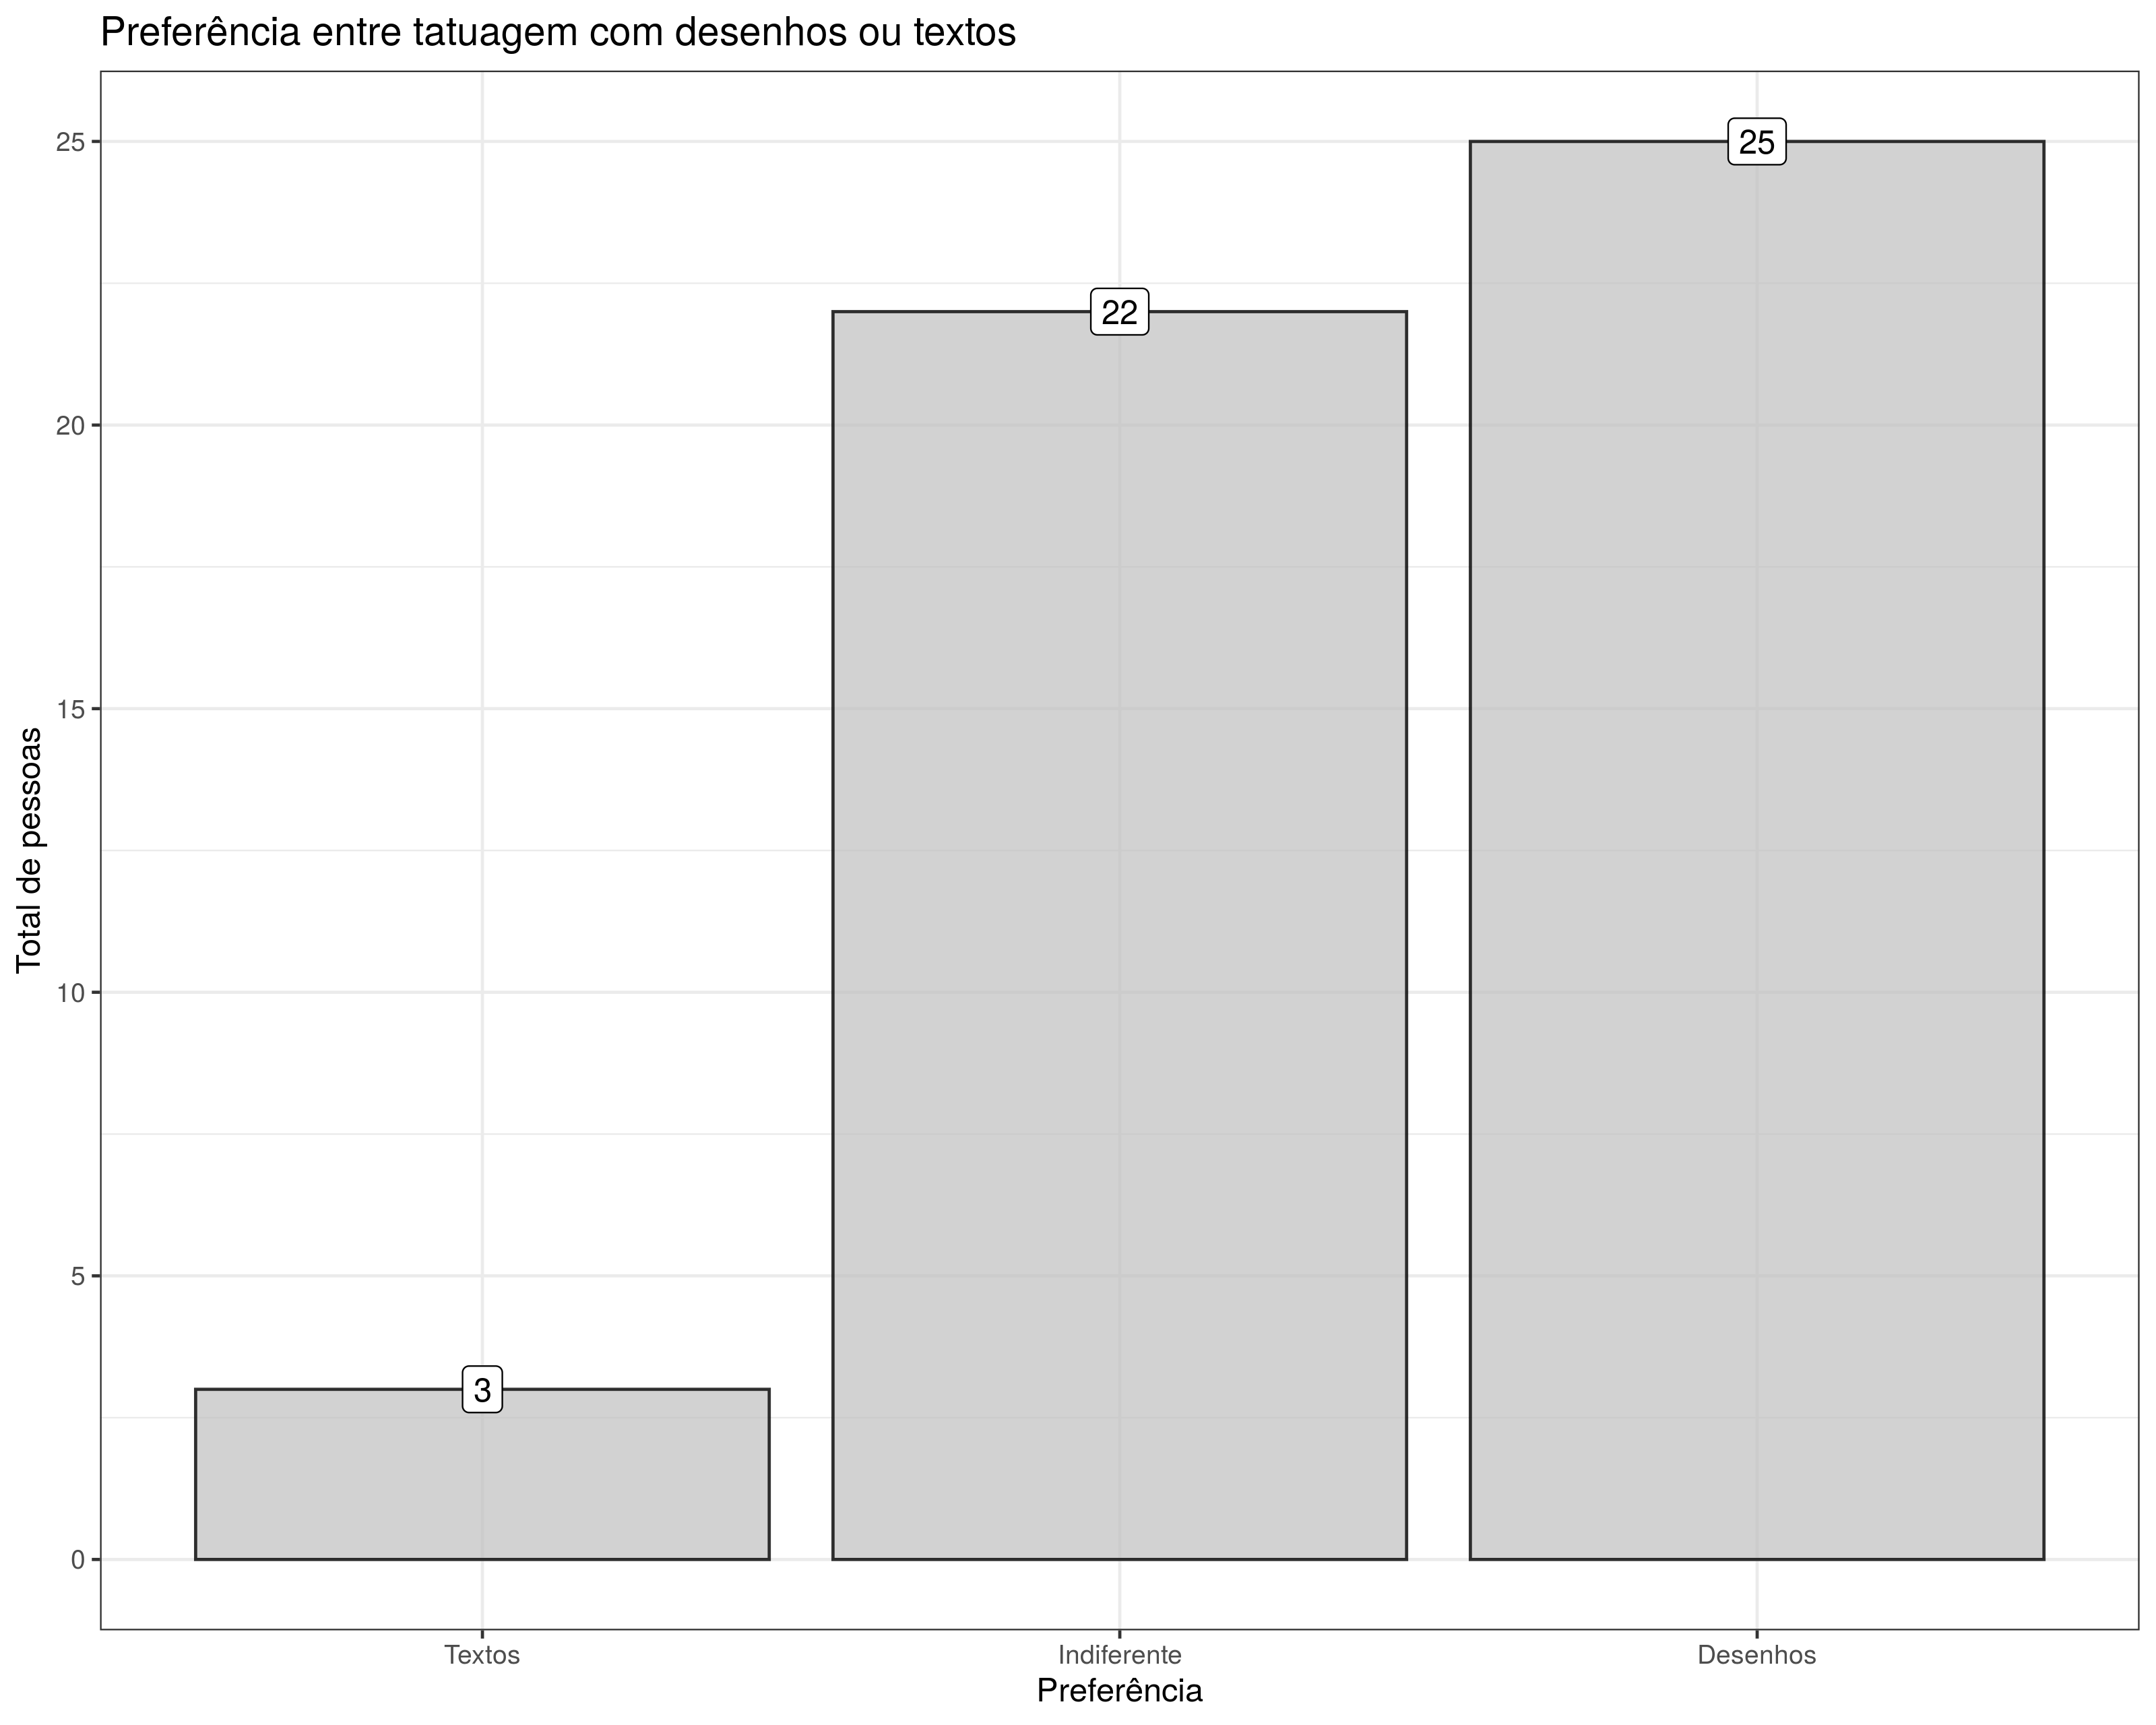 Preferência entre tatuagem com desenhos ou textos
Total de pessoas
25
20
15
10
5
0
3
22
25
Textos
Indiferente
Desenhos
Preferência